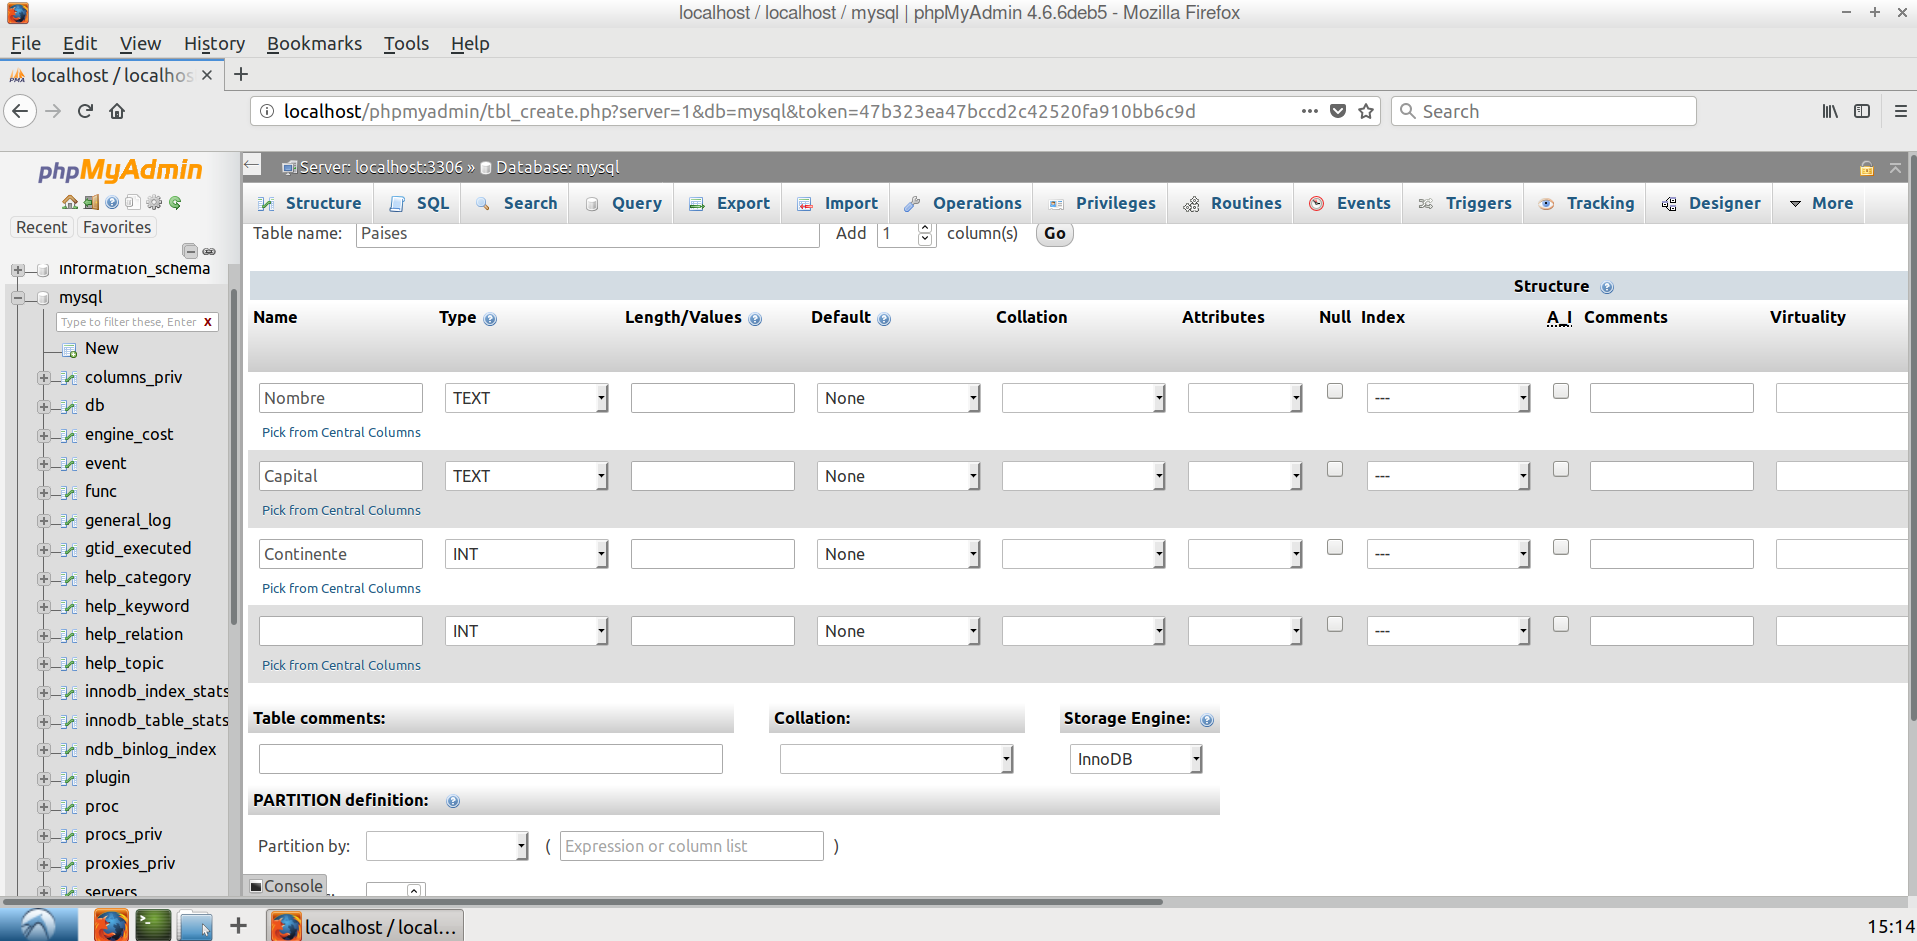 localhost / localhost / mysql | phpMyAdmin 4.6.6deb5 - Mozilla Firefox
File Edit View History Bookmarks Tools Help
localhost / localhos
localhost/phpmyadmin/tbl_create.php?server=1&db=mysql&token=47b323ea47bccd2c42520fa910bb6c9d
Search
phpMyAdmin
Recent Favorites
information_schema
mysql
Type to filter these, Enter X
New
columns_priv
db
engine_cost
event
func
general_log
gtid_executed
help_category
help_keyword
help_relation
help_topic
innodb_index_stats
innodb_table_stats
ndb_binlog_index
plugin
proc
procs_priv
proxies_priv
servers
Server: localhost:3306 » Database: mysql
Structure SQL Search Query Export Import Operations Privileges Routines Events Triggers Tracking Designer More
Table name: Paises Add 1 column(s) Go
Structure
Name Type Length/Values Default Collation Attributes Null Index A_I Comments Virtuality
Nombre TEXT None ---
Pick from Central Columns
Capital TEXT None ---
Pick from Central Columns
Continente INT None ---
Pick from Central Columns
INT None ---
Pick from Central Columns
Table comments: Collation: Storage Engine:
InnoDB
PARTITION definition:
Partition by: ( Expression or column list )
Console
localhost / local...
15:14